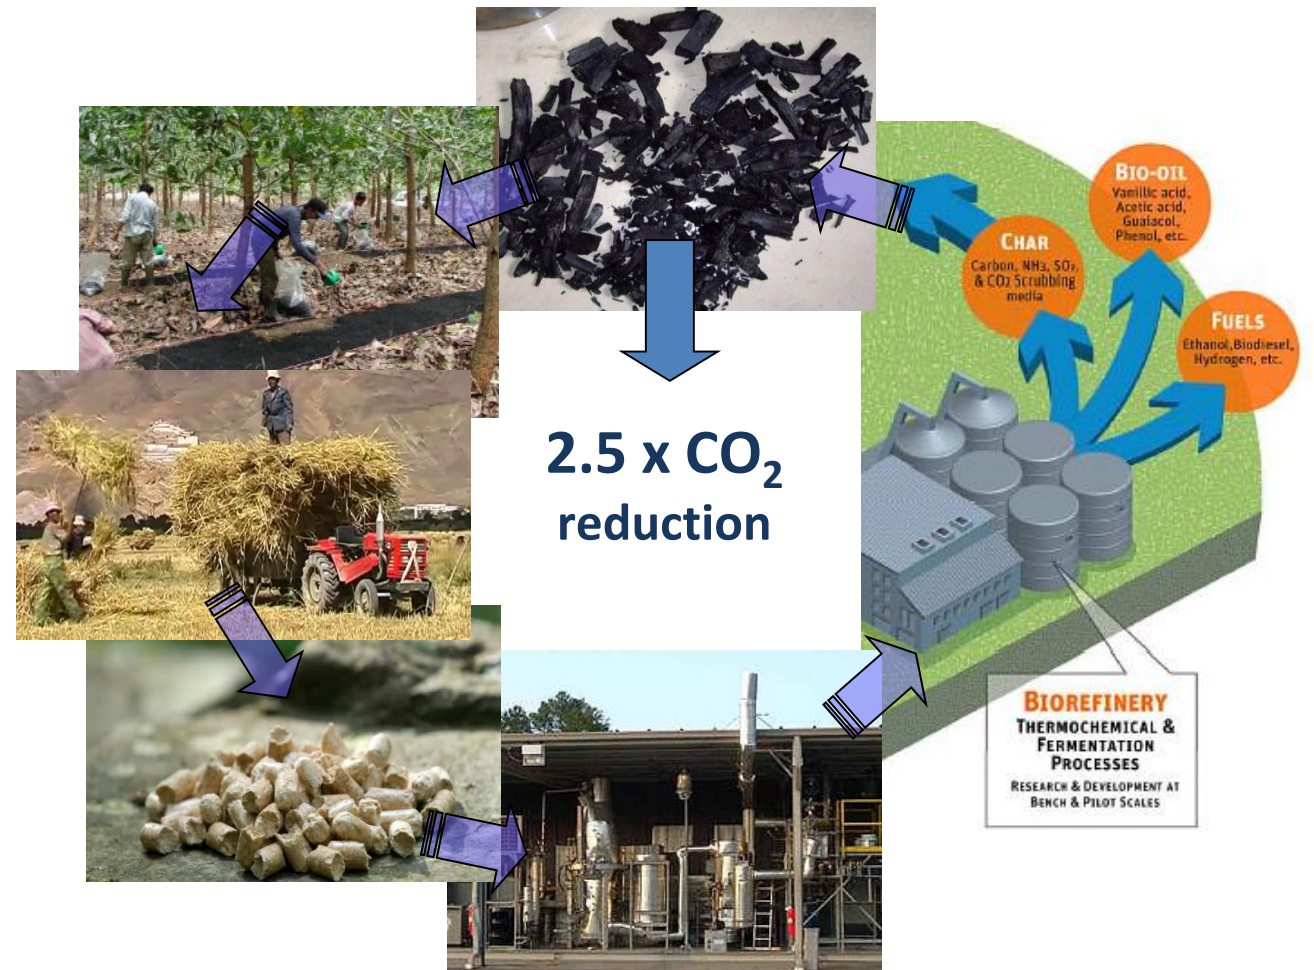 BIO-OIL
Vanillic acid,
Acetic acid,
Guaiacol,
Phenol, etc.
CHAR
Carbon, NH3, SOx,
& CO2 Scrubbing
media
FUELS
Ethanol,Biodiesel,
Hydrogen, etc.
2.5 x CO₂
reduction
BIOREFINERY
THERMOCHEMICAL &
FERMENTATION
PROCESSES
RESEARCH & DEVELOPMENT AT
BENCH & PILOT SCALES